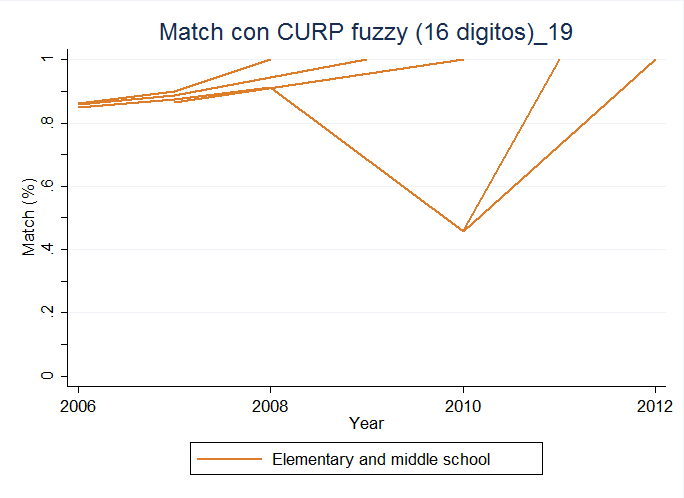 Match con CURP fuzzy (16 digitos)_19
Match (%)
1
.8
.6
.4
.2
0
2006 2008 2010 2012
Year
Elementary and middle school